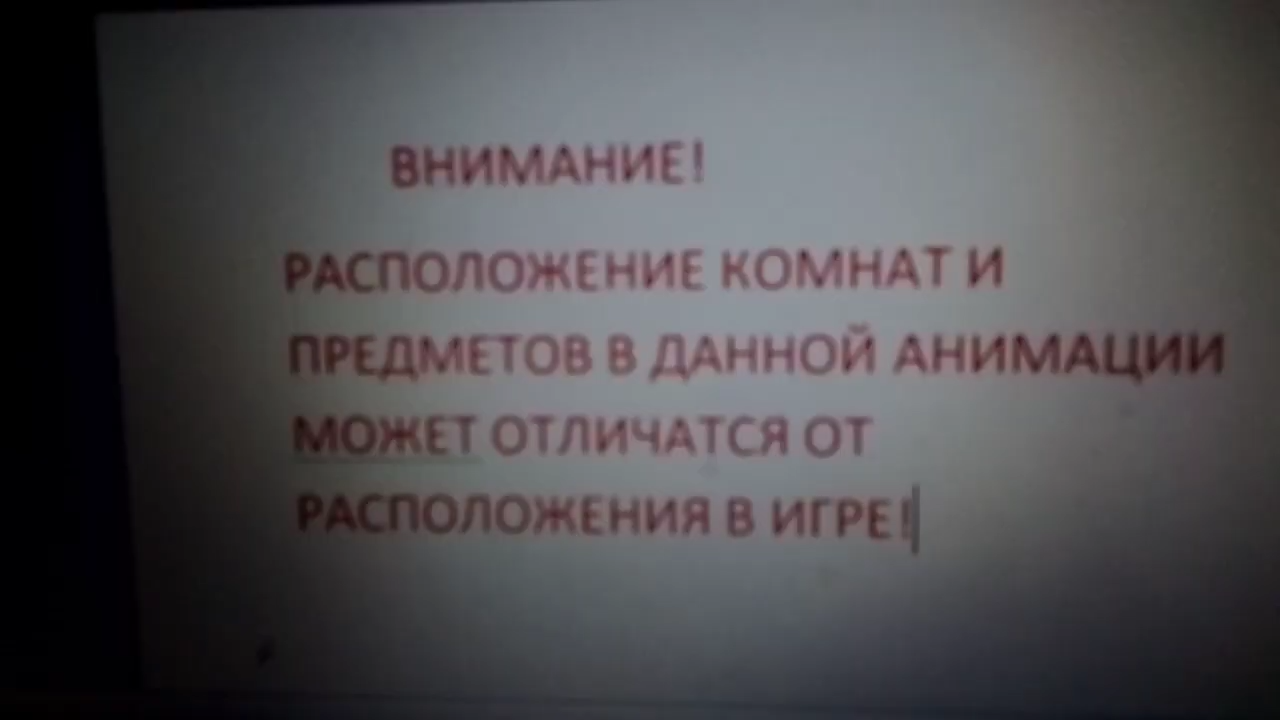 ВНИМАНИЕ!
РАСПОЛОЖЕНИЕ КОМНАТ И
ПРЕДМЕТОВ В ДАННОЙ АНИМАЦИИ
МОЖЕТ ОТЛИЧАТСЯ ОТ
РАСПОЛОЖЕНИЯ В ИГРЕ!